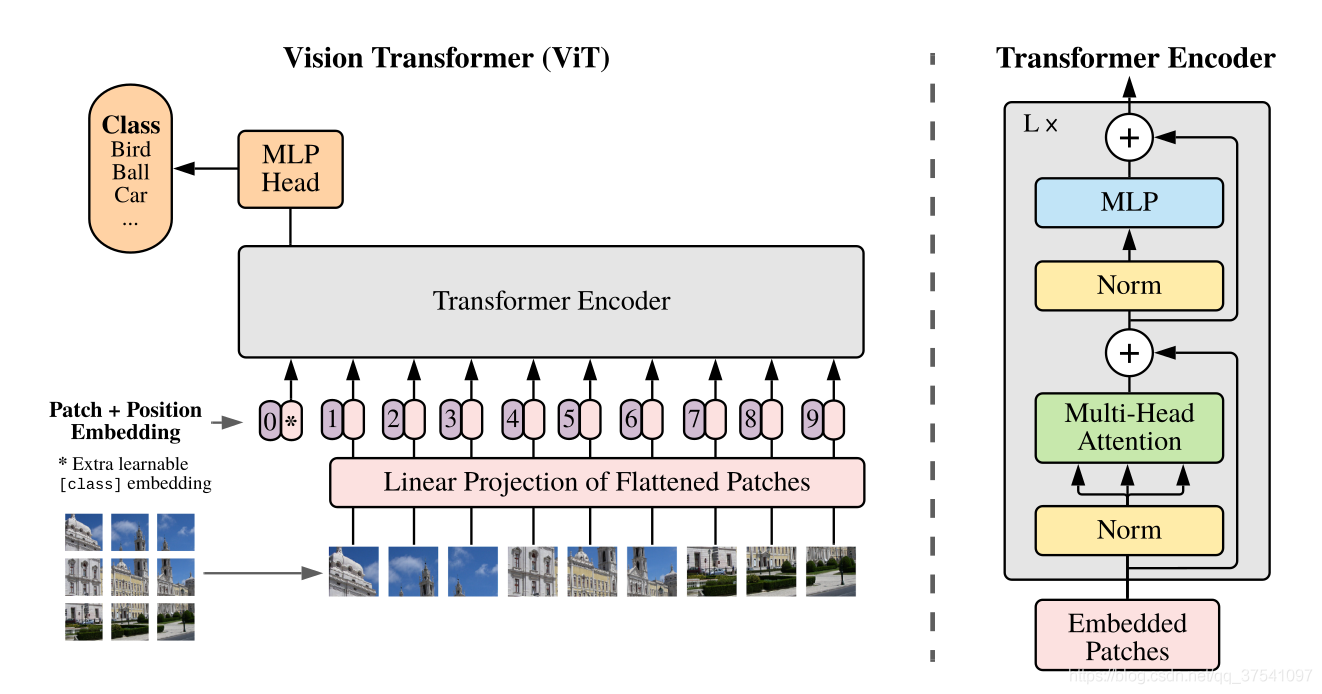 Vision Transformer (ViT)
Class
Bird
Ball
Car
...
MLP
Head
Transformer Encoder
Patch + Position
Embedding
0 * 1 2 3 4 5 6 7 8 9
* Extra learnable
[class] embedding
Linear Projection of Flattened Patches
Transformer Encoder
L ×
+
MLP
Norm
+
Multi-Head
Attention
Norm
Embedded
Patches
https://blog.csdn.net/qq_37541097